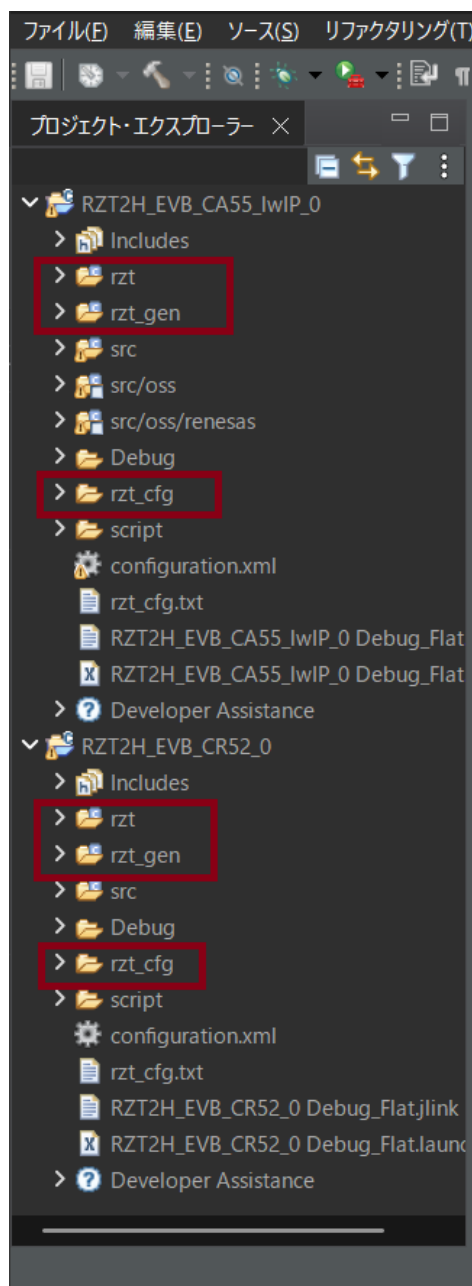 ファイル(F) 編集(E) ソース(S) リファクタリング(T)
プロジェクト・エクスプローラー
RZT2H_EVB_CA55_lwIP_0
Includes
rzt
rzt_gen
src
src/oss
src/oss/renesas
Debug
rzt_cfg
script
configuration.xml
rzt_cfg.txt
RZT2H_EVB_CA55_lwIP_0 Debug_Flat
RZT2H_EVB_CA55_lwIP_0 Debug_Flat
Developer Assistance
RZT2H_EVB_CR52_0
Includes
rzt
rzt_gen
src
Debug
rzt_cfg
script
configuration.xml
rzt_cfg.txt
RZT2H_EVB_CR52_0 Debug_Flat.jlink
RZT2H_EVB_CR52_0 Debug_Flat.launc
Developer Assistance